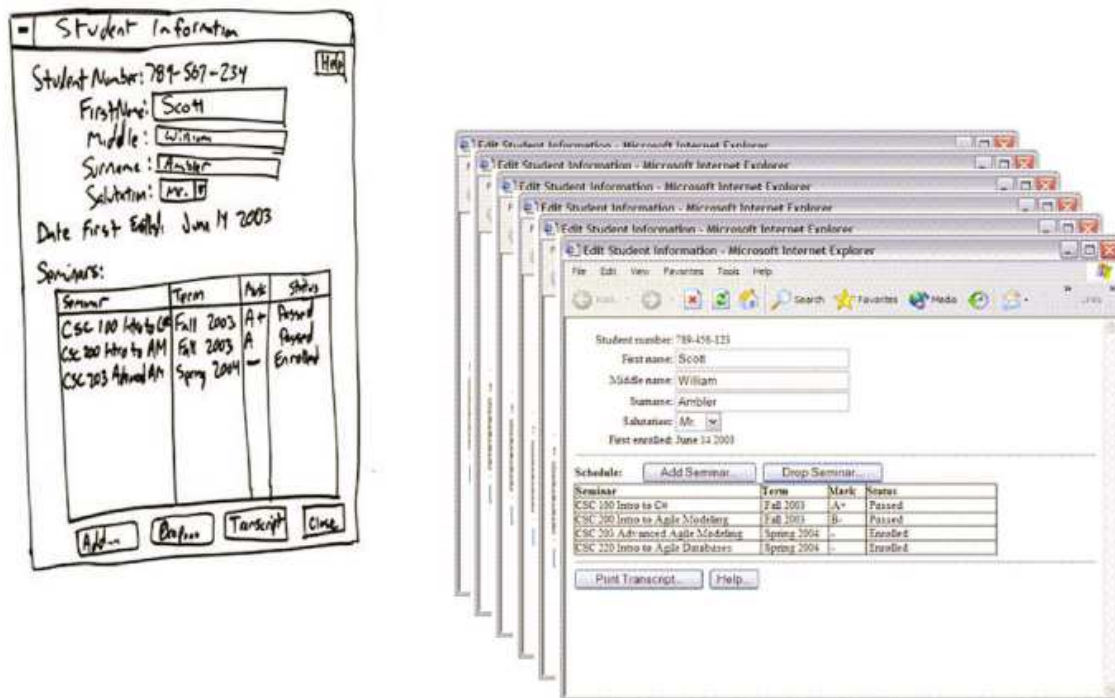 Student Information
Help
Student Number: 789-567-234
First Name: Scott
Middle: William
Surname: Ambler
Salutation: Mr.
Date First June 14 2003
Seminars:
Seminar Term Mark Status
CSC 100 Intro to Fall 2003 A+ Passed
CSC 200 Intro to AM Fall 2003 A Passed
CSC 203 Spring 2004 - Enrolled
Add... Transcript Close
Edit Student Information - Microsoft Internet Explorer
Edit Student Information - Microsoft Internet Explorer
Edit Student Information - Microsoft Internet Explorer
Edit Student Information - Microsoft Internet Explorer
Edit Student Information - Microsoft Internet Explorer
Edit Student Information - Microsoft Internet Explorer
File Edit View Favorites Tools Help
Back Search Favorites Media Links
Student number: 789-456-123
First name: Scott
Middle name: William
Surname: Ambler
Salutation: Mr.
First enrolled: June 14 2003
Schedule: Add Seminar... Drop Seminar...
Seminar Term Mark Status
CSC 100 Intro to C# Fall 2003 A+ Passed
CSC 200 Intro to Agile Modeling Fall 2003 B- Passed
CSC 203 Advanced Agile Modeling Spring 2004 - Enrolled
CSC 220 Intro to Agile Databases Spring 2004 - Enrolled
Print Transcript... Help...